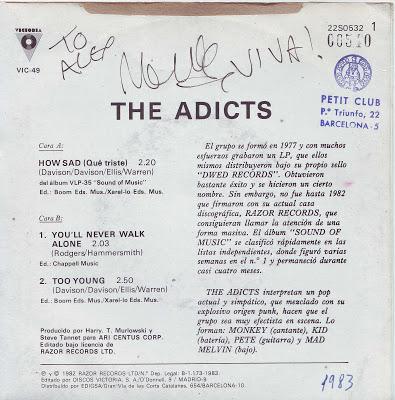 VICTORIA
VIC-49
TO
ALEX
VIVA!
22S0532 1
PETIT CLUB
P.º Triunfo, 22
BARCELONA-5
THE ADICTS
Cara A:
HOW SAD (Qué triste) 2.20
(Davison/Davison/Ellis/Warren)
del álbum VLP-35 "Sound of Music"
Ed.: Boom Eds. Mus./Xarel-lo Eds. Mus.
Cara B:
1. YOU'LL NEVER WALK
ALONE 2.03
(Rodgers/Hammersmith)
Ed.: Chappell Music
2. TOO YOUNG 2.50
(Davison/Davison/Ellis/Warren)
Ed.: Boom Eds. Mus./Xarel-lo Eds. Mus.
Producido por Harry. T. Murlowski y
Steve Tannet para ARI CENTUS CORP.
Editado bajo licencia de
RAZOR RECORDS LTD.
El grupo se formó en 1977 y con muchos
esfuerzos grabaron un LP, que ellos
mismos distribuyeron bajo su propio sello
"DWED RECORDS". Obtuvieron
bastante éxito y se hicieron un cierto
nombre. Sin embargo, no fue hasta 1982
que firmaron con su actual casa
discográfica, RAZOR RECORDS, que
consiguieran llamar la atención de una
forma masiva. El álbum "SOUND OF
MUSIC" se clasificó rápidamente en las
listas independientes, donde figuró varias
semanas en el n.º 1 y permaneció durante
casi cuatro meses.
THE ADICTS interpretan un pop
actual y simpático, que mezclado con su
explosivo origen punk, hacen que el
grupo sea muy efectista en escena. Lo
forman: MONKEY (cantante), KID
(batería), PETE (guitarra) y MAD
MELVIN (bajo).
℗ y © 1982 RAZOR RECORDS LTD/N.º Dep. Legal: B-1.173-1983/
Editado por DISCOS VICTORIA, S. A./O'Donnell, 9 / MADRID-9
Distribuido por EDIGSA/Gran Vía de las Corts Catalanes, 654/BARCELONA-10.
1983